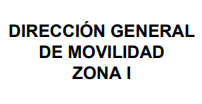 DIRECCIÓN GENERAL
DE MOVILIDAD
ZONA I